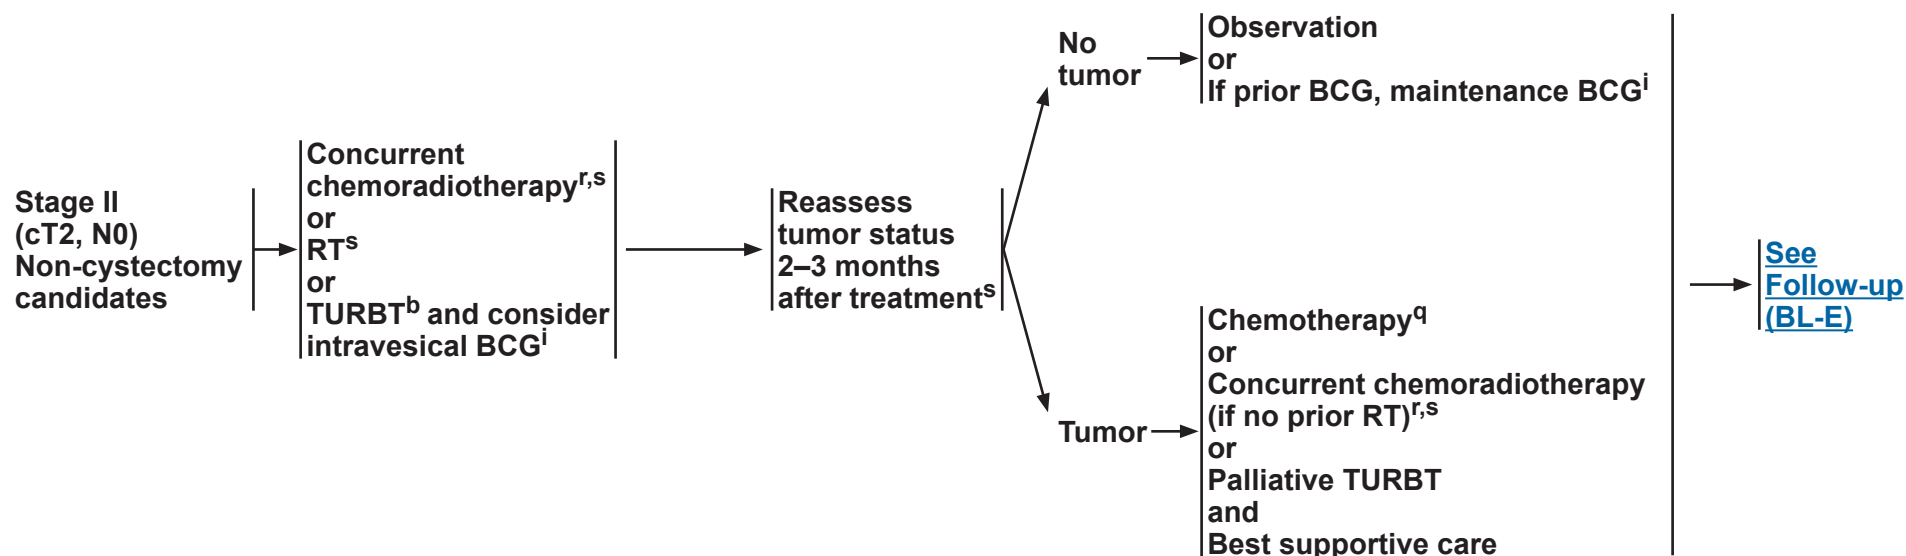 Stage II
(cT2, N0)
Non-cystectomy
candidates
Concurrent
chemoradiotherapyr,s
or
RTs
or
TURBTb and consider
intravesical BCGi
Reassess
tumor status
2–3 months
after treatments
No
tumor
Observation
or
If prior BCG, maintenance BCGi
Tumor
Chemotherapyq
or
Concurrent chemoradiotherapy
(if no prior RT)r,s
or
Palliative TURBT
and
Best supportive care
See
Follow-up
(BL-E)